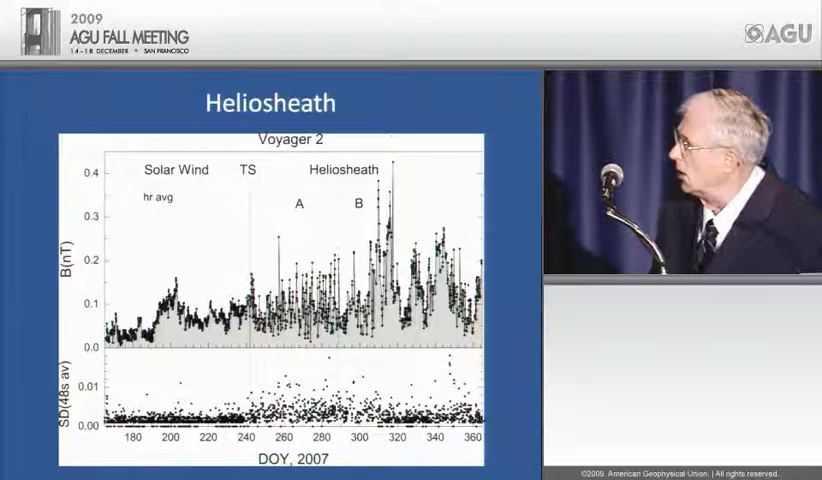 2009
AGU FALL MEETING
14–18 DECEMBER • SAN FRANCISCO
AGU
Heliosheath
Voyager 2
Solar Wind TS Heliosheath
hr avg
A B
B(nT)
0.4
0.3
0.2
0.1
0.0
SD(48s av)
0.01
0.00
180 200 220 240 260 280 300 320 340 360
DOY, 2007
©2009. American Geophysical Union. | All rights reserved.